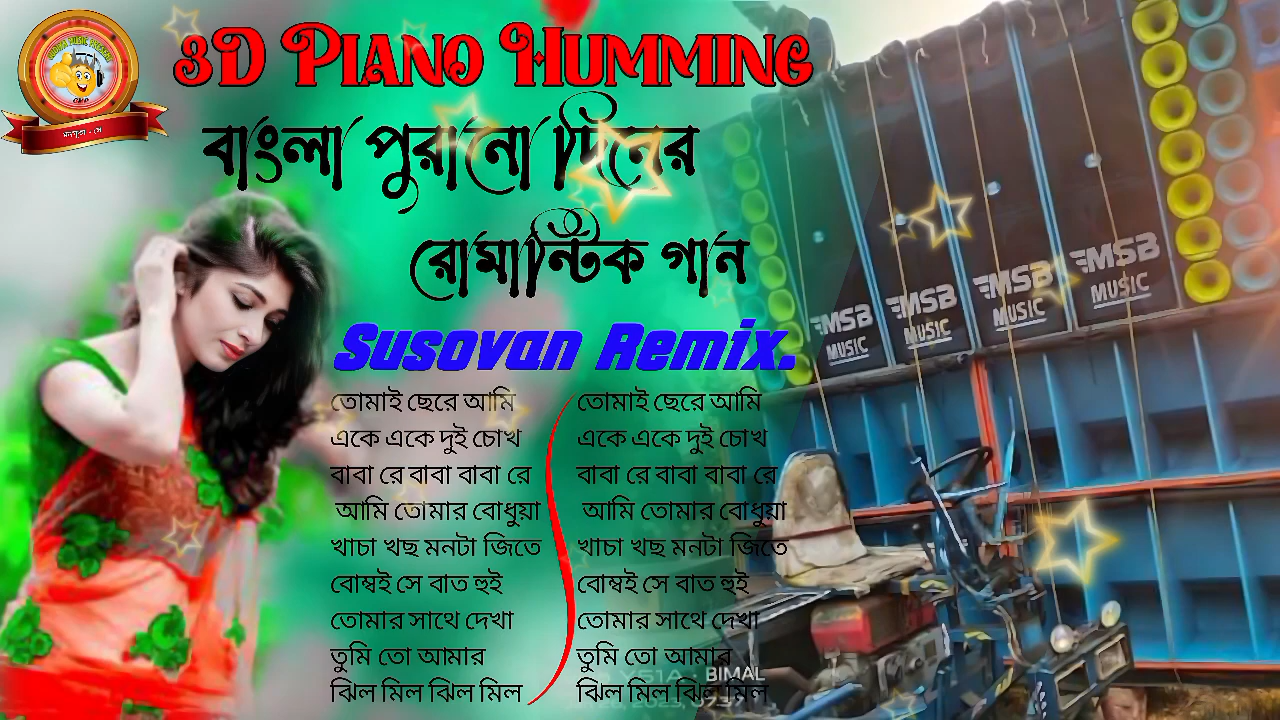 3D PIANO HUMMING
বাংলা পুরানো দিনের
রোমান্টিক গান
Susovan Remix.
তোমাই ছেরে আমি
একে একে দুই চোখ
বাবা রে বাবা বাবা রে
আমি তোমার বোধুয়া
খাচা খছ মনটা জিতে
বোম্বই সে বাত হুই
তোমার সাথে দেখা
তুমি তো আমার
ঝিল মিল ঝিল মিল
তোমাই ছেরে আমি
একে একে দুই চোখ
বাবা রে বাবা বাবা রে
আমি তোমার বোধুয়া
খাচা খছ মনটা জিতে
বোম্বই সে বাত হুই
তোমার সাথে দেখা
তুমি তো আমার
ঝিল মিল ঝিল মিল
MSB
MUSIC
MSB
MUSIC
MSB
MUSIC
MSB
MUSIC
Y51A · BIMAL